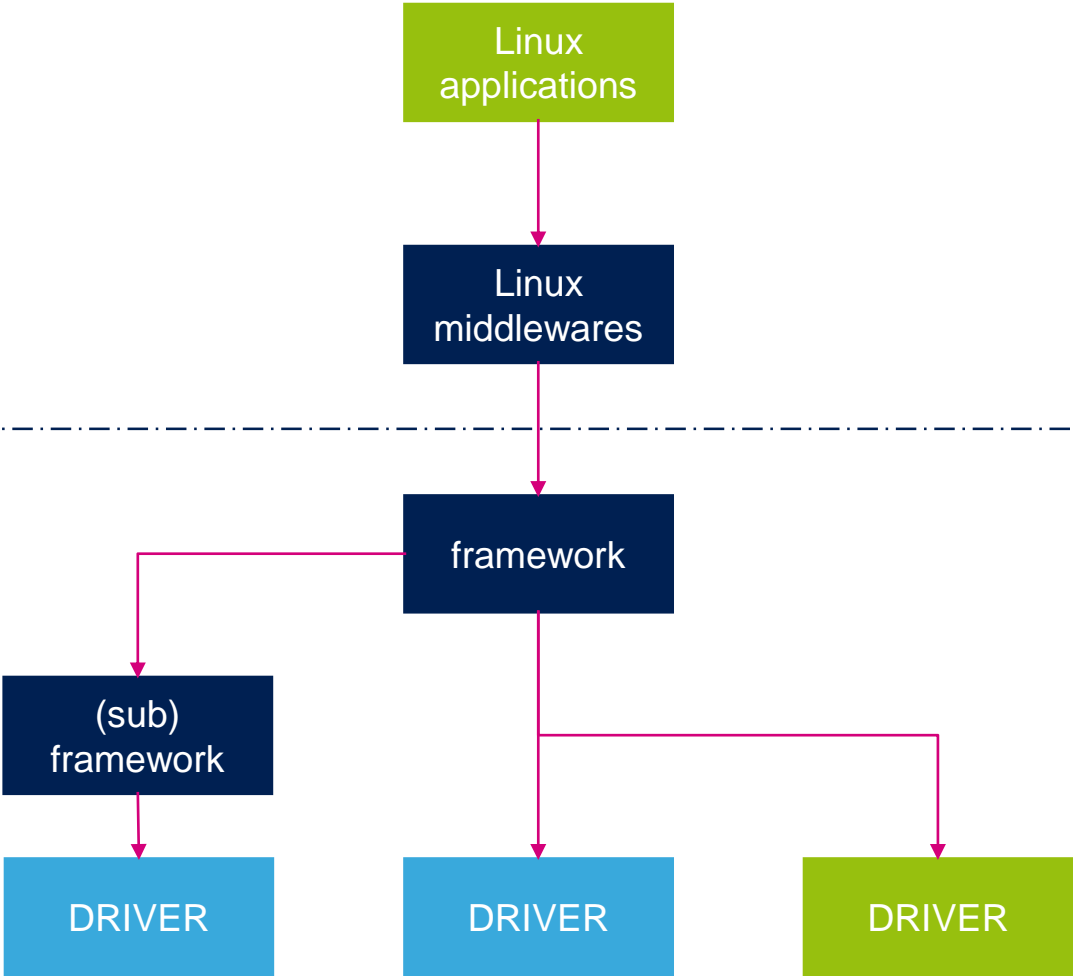 Linux
applications
Linux
middlewares
framework
(sub)
framework
DRIVER
DRIVER
DRIVER